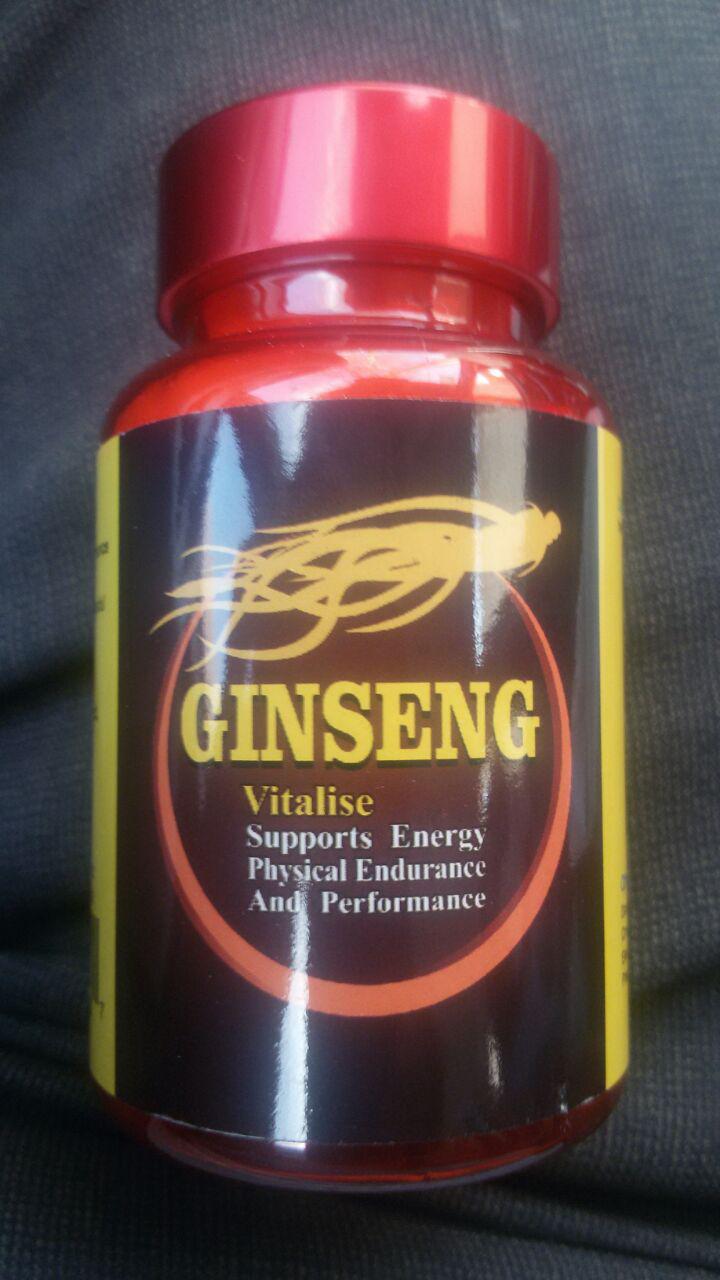 GINSENG
Vitalise
Supports Energy
Physical Endurance
And Performance